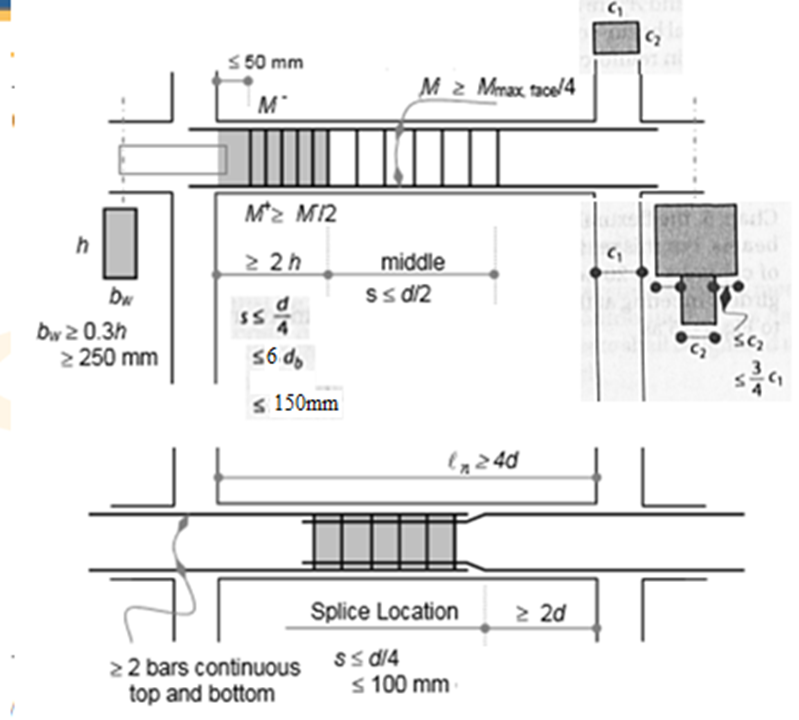 c₁
c₂
≤ 50 mm
M⁻
M ≥ Mmax, face/4
M⁺≥ M⁻/2
h
bw
bw ≥ 0.3h
≥ 250 mm
≥ 2h
middle
s ≤ d/2
s ≤ d/4
≤6 db
≤ 150mm
c₁
c₂
≤c₂
≤ 3/4 c₁
ℓn ≥ 4d
Splice Location
≥ 2d
s ≤ d/4
≤ 100 mm
≥ 2 bars continuous
top and bottom